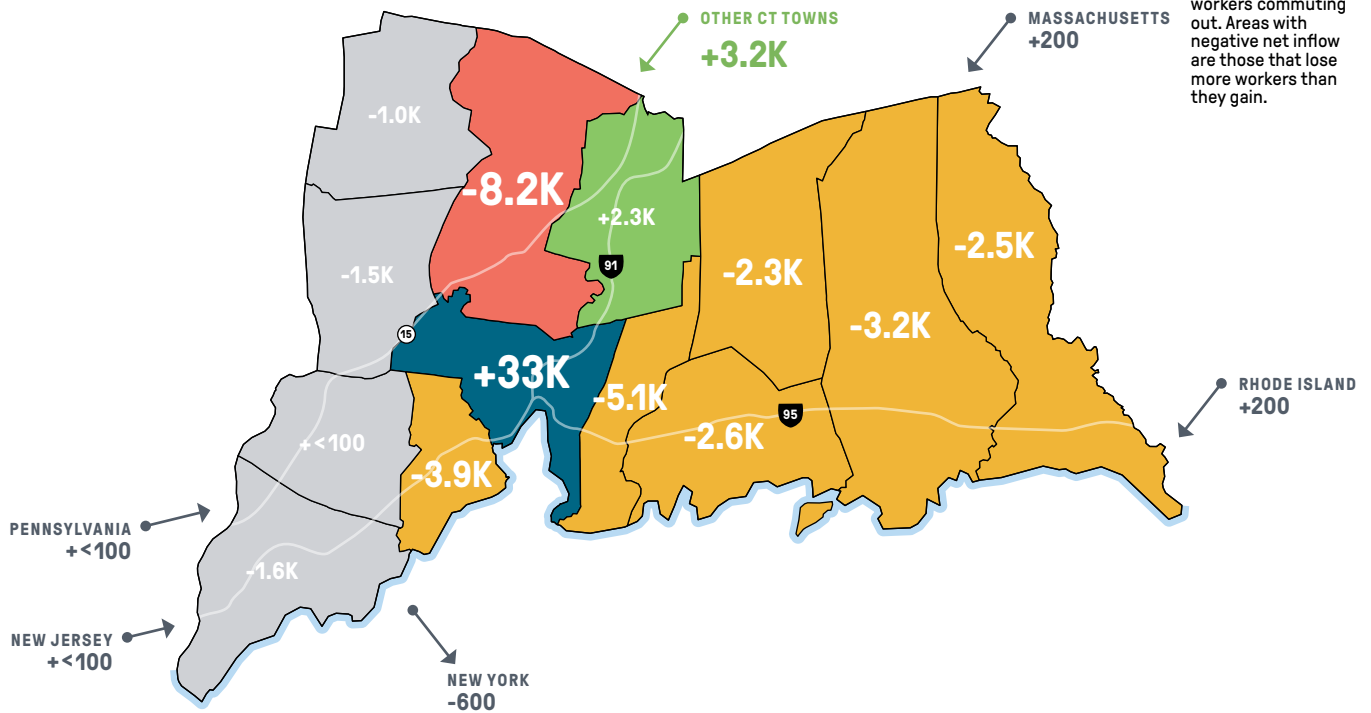 workers commuting
out. Areas with
negative net inflow
are those that lose
more workers than
they gain.
OTHER CT TOWNS
+3.2K
MASSACHUSETTS
+200
-1.0K
-8.2K
+2.3K
91
-1.5K
-2.3K
-2.5K
-3.2K
15
+33K
-5.1K
95
-2.6K
RHODE ISLAND
+200
+<100
-3.9K
PENNSYLVANIA
+<100
-1.6K
NEW JERSEY
+<100
NEW YORK
-600